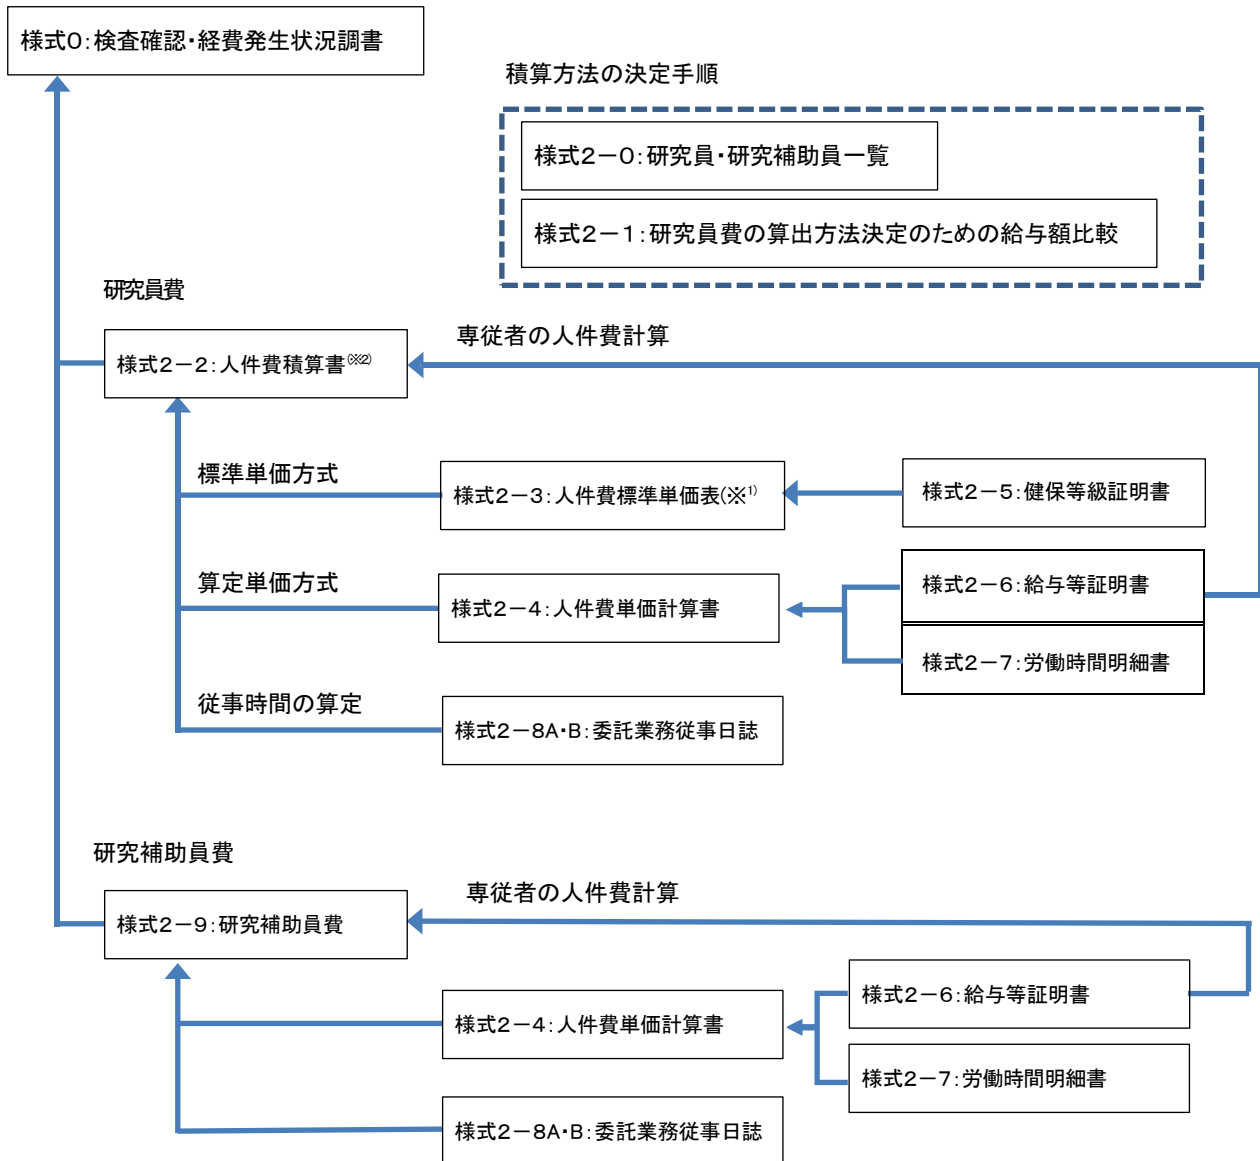 様式0：検査確認・経費発生状況調書
積算方法の決定手順
様式2－0：研究員・研究補助員一覧
様式2－1：研究員費の算出方法決定のための給与額比較
研究員費
専従者の人件費計算
様式2－2：人件費積算書(※2)
標準単価方式
様式2－3：人件費標準単価表(※1)
様式2－5：健保等級証明書
算定単価方式
様式2－4：人件費単価計算書
様式2－6：給与等証明書
様式2－7：労働時間明細書
従事時間の算定
様式2－8A・B：委託業務従事日誌
研究補助員費
専従者の人件費計算
様式2－9：研究補助員費
様式2－4：人件費単価計算書
様式2－6：給与等証明書
様式2－7：労働時間明細書
様式2－8A・B：委託業務従事日誌